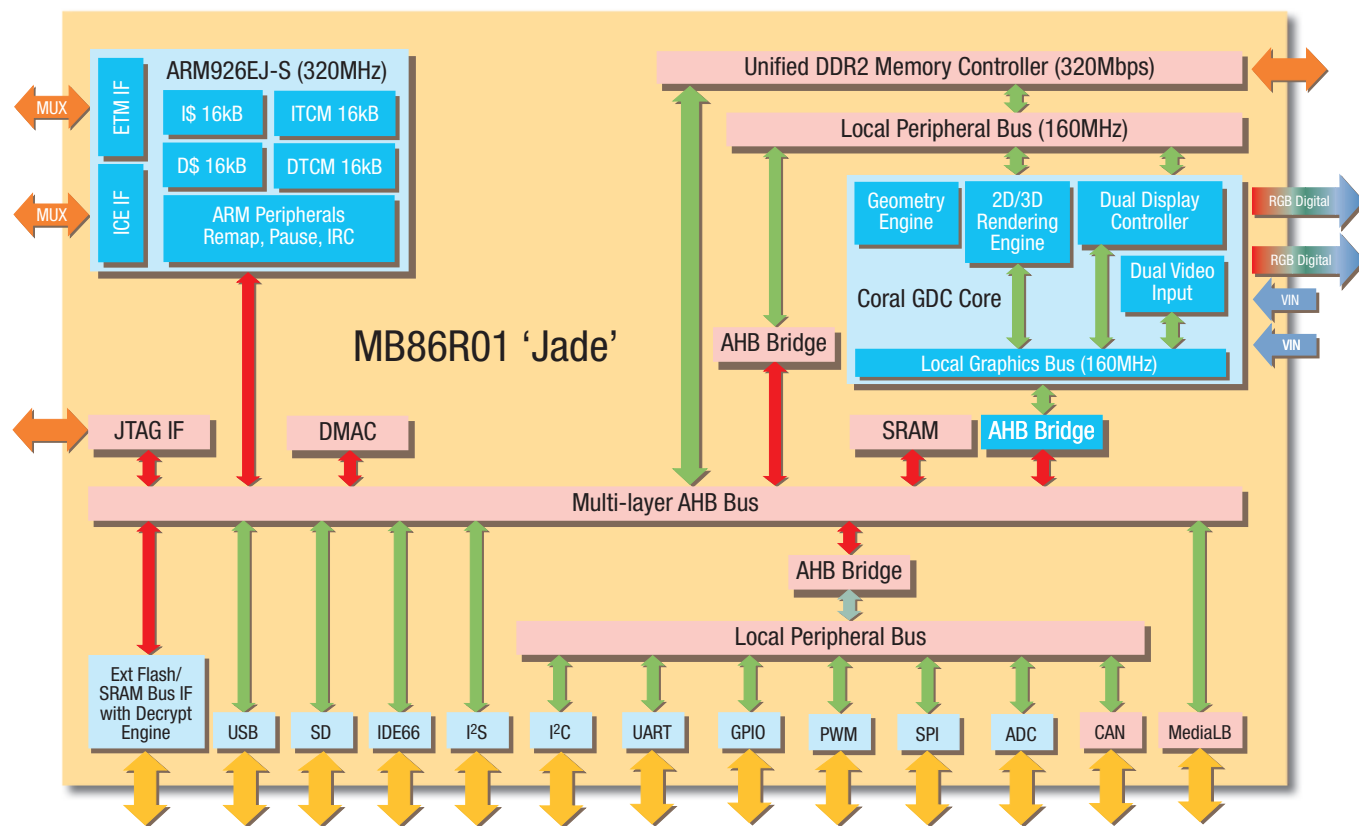 ARM926EJ-S (320MHz)
ETM IF
I$ 16kB
ITCM 16kB
D$ 16kB
DTCM 16kB
ICE IF
ARM Peripherals
Remap, Pause, IRC
MUX
MUX
Unified DDR2 Memory Controller (320Mbps)
Local Peripheral Bus (160MHz)
Geometry
Engine
2D/3D
Rendering
Engine
Dual Display
Controller
Dual Video
Input
Coral GDC Core
Local Graphics Bus (160MHz)
RGB Digital
RGB Digital
VIN
VIN
MB86R01 ‘Jade’
AHB Bridge
JTAG IF
DMAC
SRAM
AHB Bridge
Multi-layer AHB Bus
AHB Bridge
Local Peripheral Bus
Ext Flash/
SRAM Bus IF
with Decrypt
Engine
USB
SD
IDE66
I²S
I²C
UART
GPIO
PWM
SPI
ADC
CAN
MediaLB